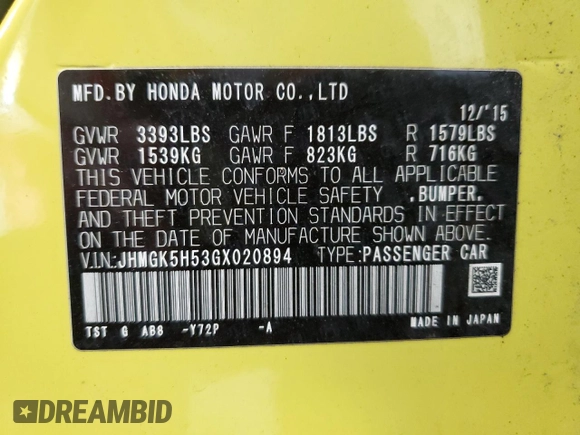 MFD. BY HONDA MOTOR CO.,LTD
12/'15
GVWR 3393LBS GAWR F 1813LBS R 1579LBS
GVWR 1539KG GAWR F 823KG R 716KG
THIS VEHICLE CONFORMS TO ALL APPLICABLE
FEDERAL MOTOR VEHICLE SAFETY ,BUMPER,
AND THEFT PREVENTION STANDARDS IN EFFECT
ON THE DATE OF MANUFACTURE SHOWN ABOVE.
V.I.N:JHMGK5H53GX020894 TYPE:PASSENGER CAR
TST G AB8 -Y72P -A
MADE IN JAPAN
DREAMBID